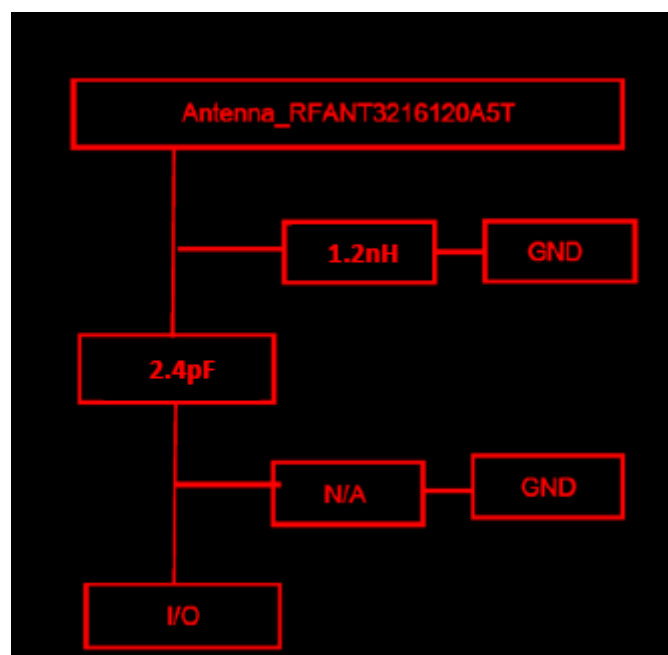 Antenna_RFANT3216120A5T
1.2nH
GND
2.4pF
N/A
GND
I/O